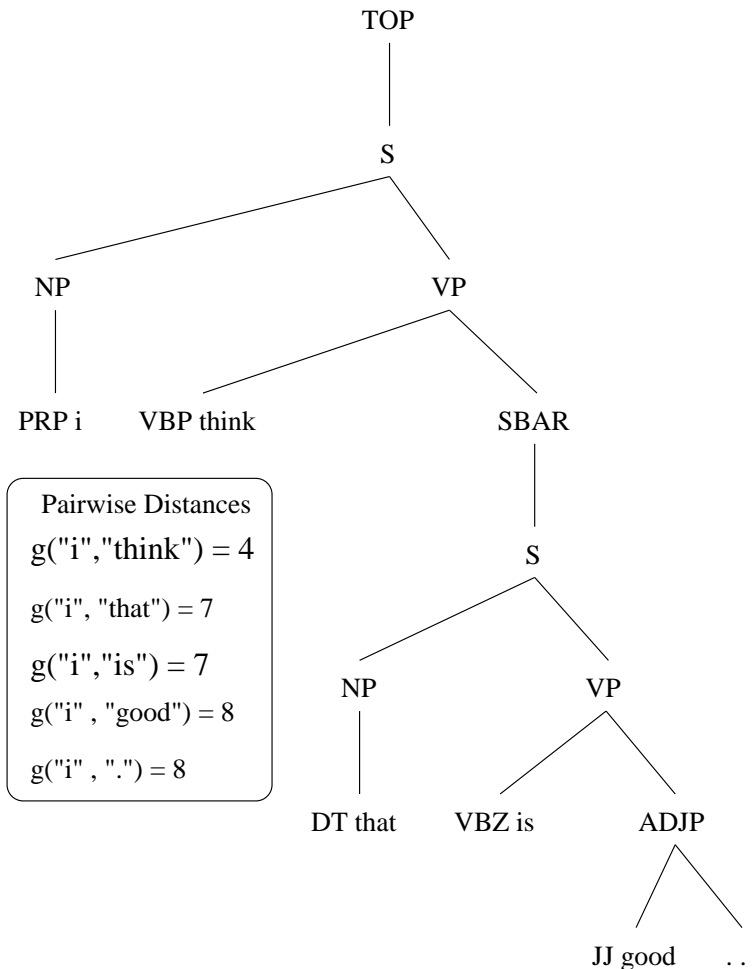 TOP
S
NP VP
PRP i VBP think SBAR
Pairwise Distances
g("i","think") = 4
g("i", "that") = 7
g("i","is") = 7
g("i" , "good") = 8
g("i" , ".") = 8
S
NP VP
DT that VBZ is ADJP
JJ good . .